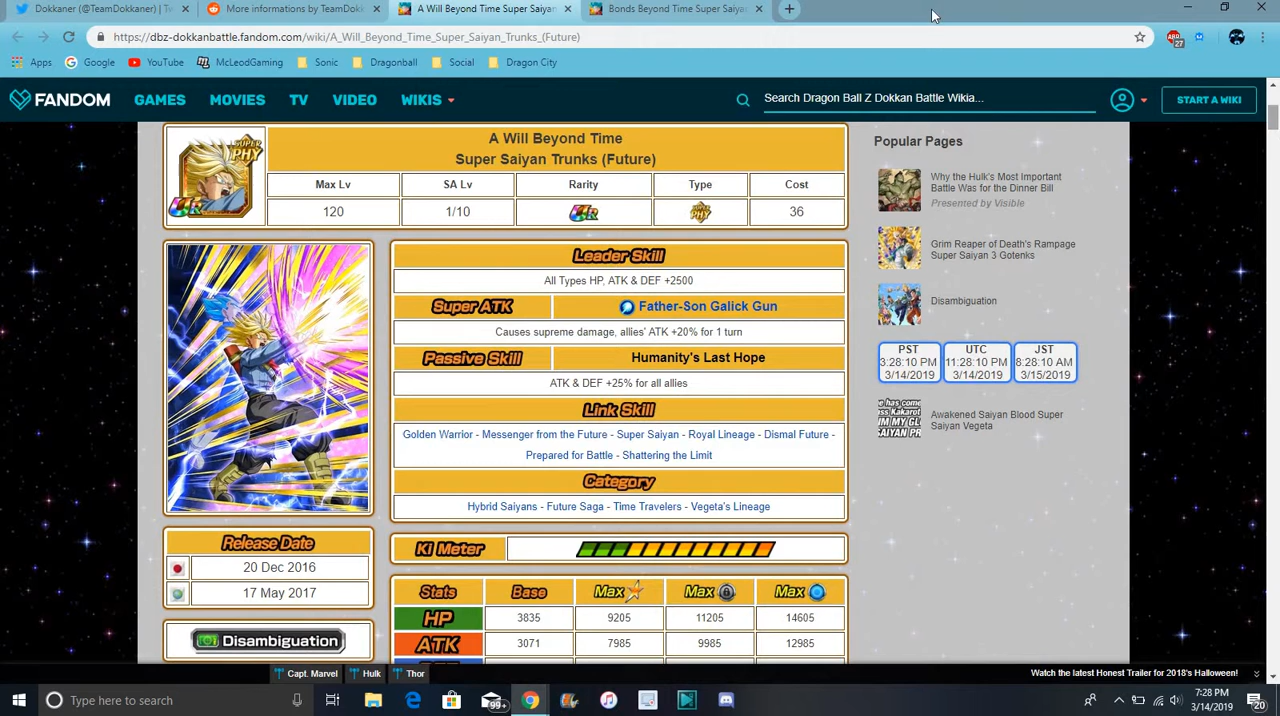 Dokkaner (@TeamDokkaner) | Tw
More informations by TeamDokk
A Will Beyond Time Super Saiyan
Bonds Beyond Time Super Saiya
https://dbz-dokkanbattle.fandom.com/wiki/A_Will_Beyond_Time_Super_Saiyan_Trunks_(Future)
ABP
27
Apps
Google
YouTube
McLeodGaming
Sonic
Dragonball
Social
Dragon City
FANDOM
GAMES
MOVIES
TV
VIDEO
WIKIS
Search Dragon Ball Z Dokkan Battle Wikia...
START A WIKI
SUPER
PHY
UR
A Will Beyond Time
Super Saiyan Trunks (Future)
Max Lv
SA Lv
Rarity
Type
Cost
120
1/10
UR
PHY
36
Leader Skill
All Types HP, ATK & DEF +2500
Super ATK
Father-Son Galick Gun
Causes supreme damage, allies' ATK +20% for 1 turn
Passive Skill
Humanity's Last Hope
ATK & DEF +25% for all allies
Link Skill
Golden Warrior - Messenger from the Future - Super Saiyan - Royal Lineage - Dismal Future -
Prepared for Battle - Shattering the Limit
Category
Hybrid Saiyans - Future Saga - Time Travelers - Vegeta's Lineage
Release Date
20 Dec 2016
17 May 2017
Disambiguation
Ki Meter
Stats
Base
Max
Max
Max
HP
3835
9205
11205
14605
ATK
3071
7985
9985
12985
Popular Pages
Why the Hulk's Most Important
Battle Was for the Dinner Bill
Presented by Visible
Grim Reaper of Death's Rampage
Super Saiyan 3 Gotenks
Disambiguation
PST
3:28:10 PM
3/14/2019
UTC
11:28:10 PM
3/14/2019
JST
8:28:10 AM
3/15/2019
Awakened Saiyan Blood Super
Saiyan Vegeta
Capt. Marvel
Hulk
Thor
Watch the latest Honest Trailer for 2018's Halloween!
Type here to search
99+
7:28 PM
3/14/2019
20